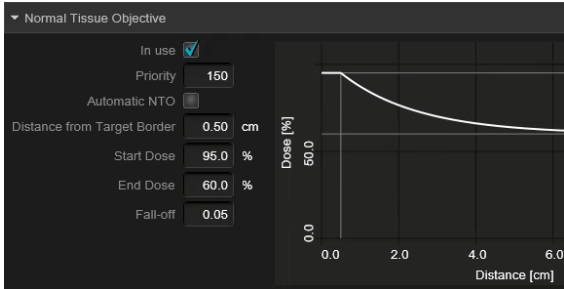 Normal Tissue Objective
In use
Priority 150
Automatic NTO
Distance from Target Border 0.50 cm
Start Dose 95.0 %
End Dose 60.0 %
Fall-off 0.05
Dose [%]
50.0
0.0
0.0 2.0 4.0 6.0
Distance [cm]